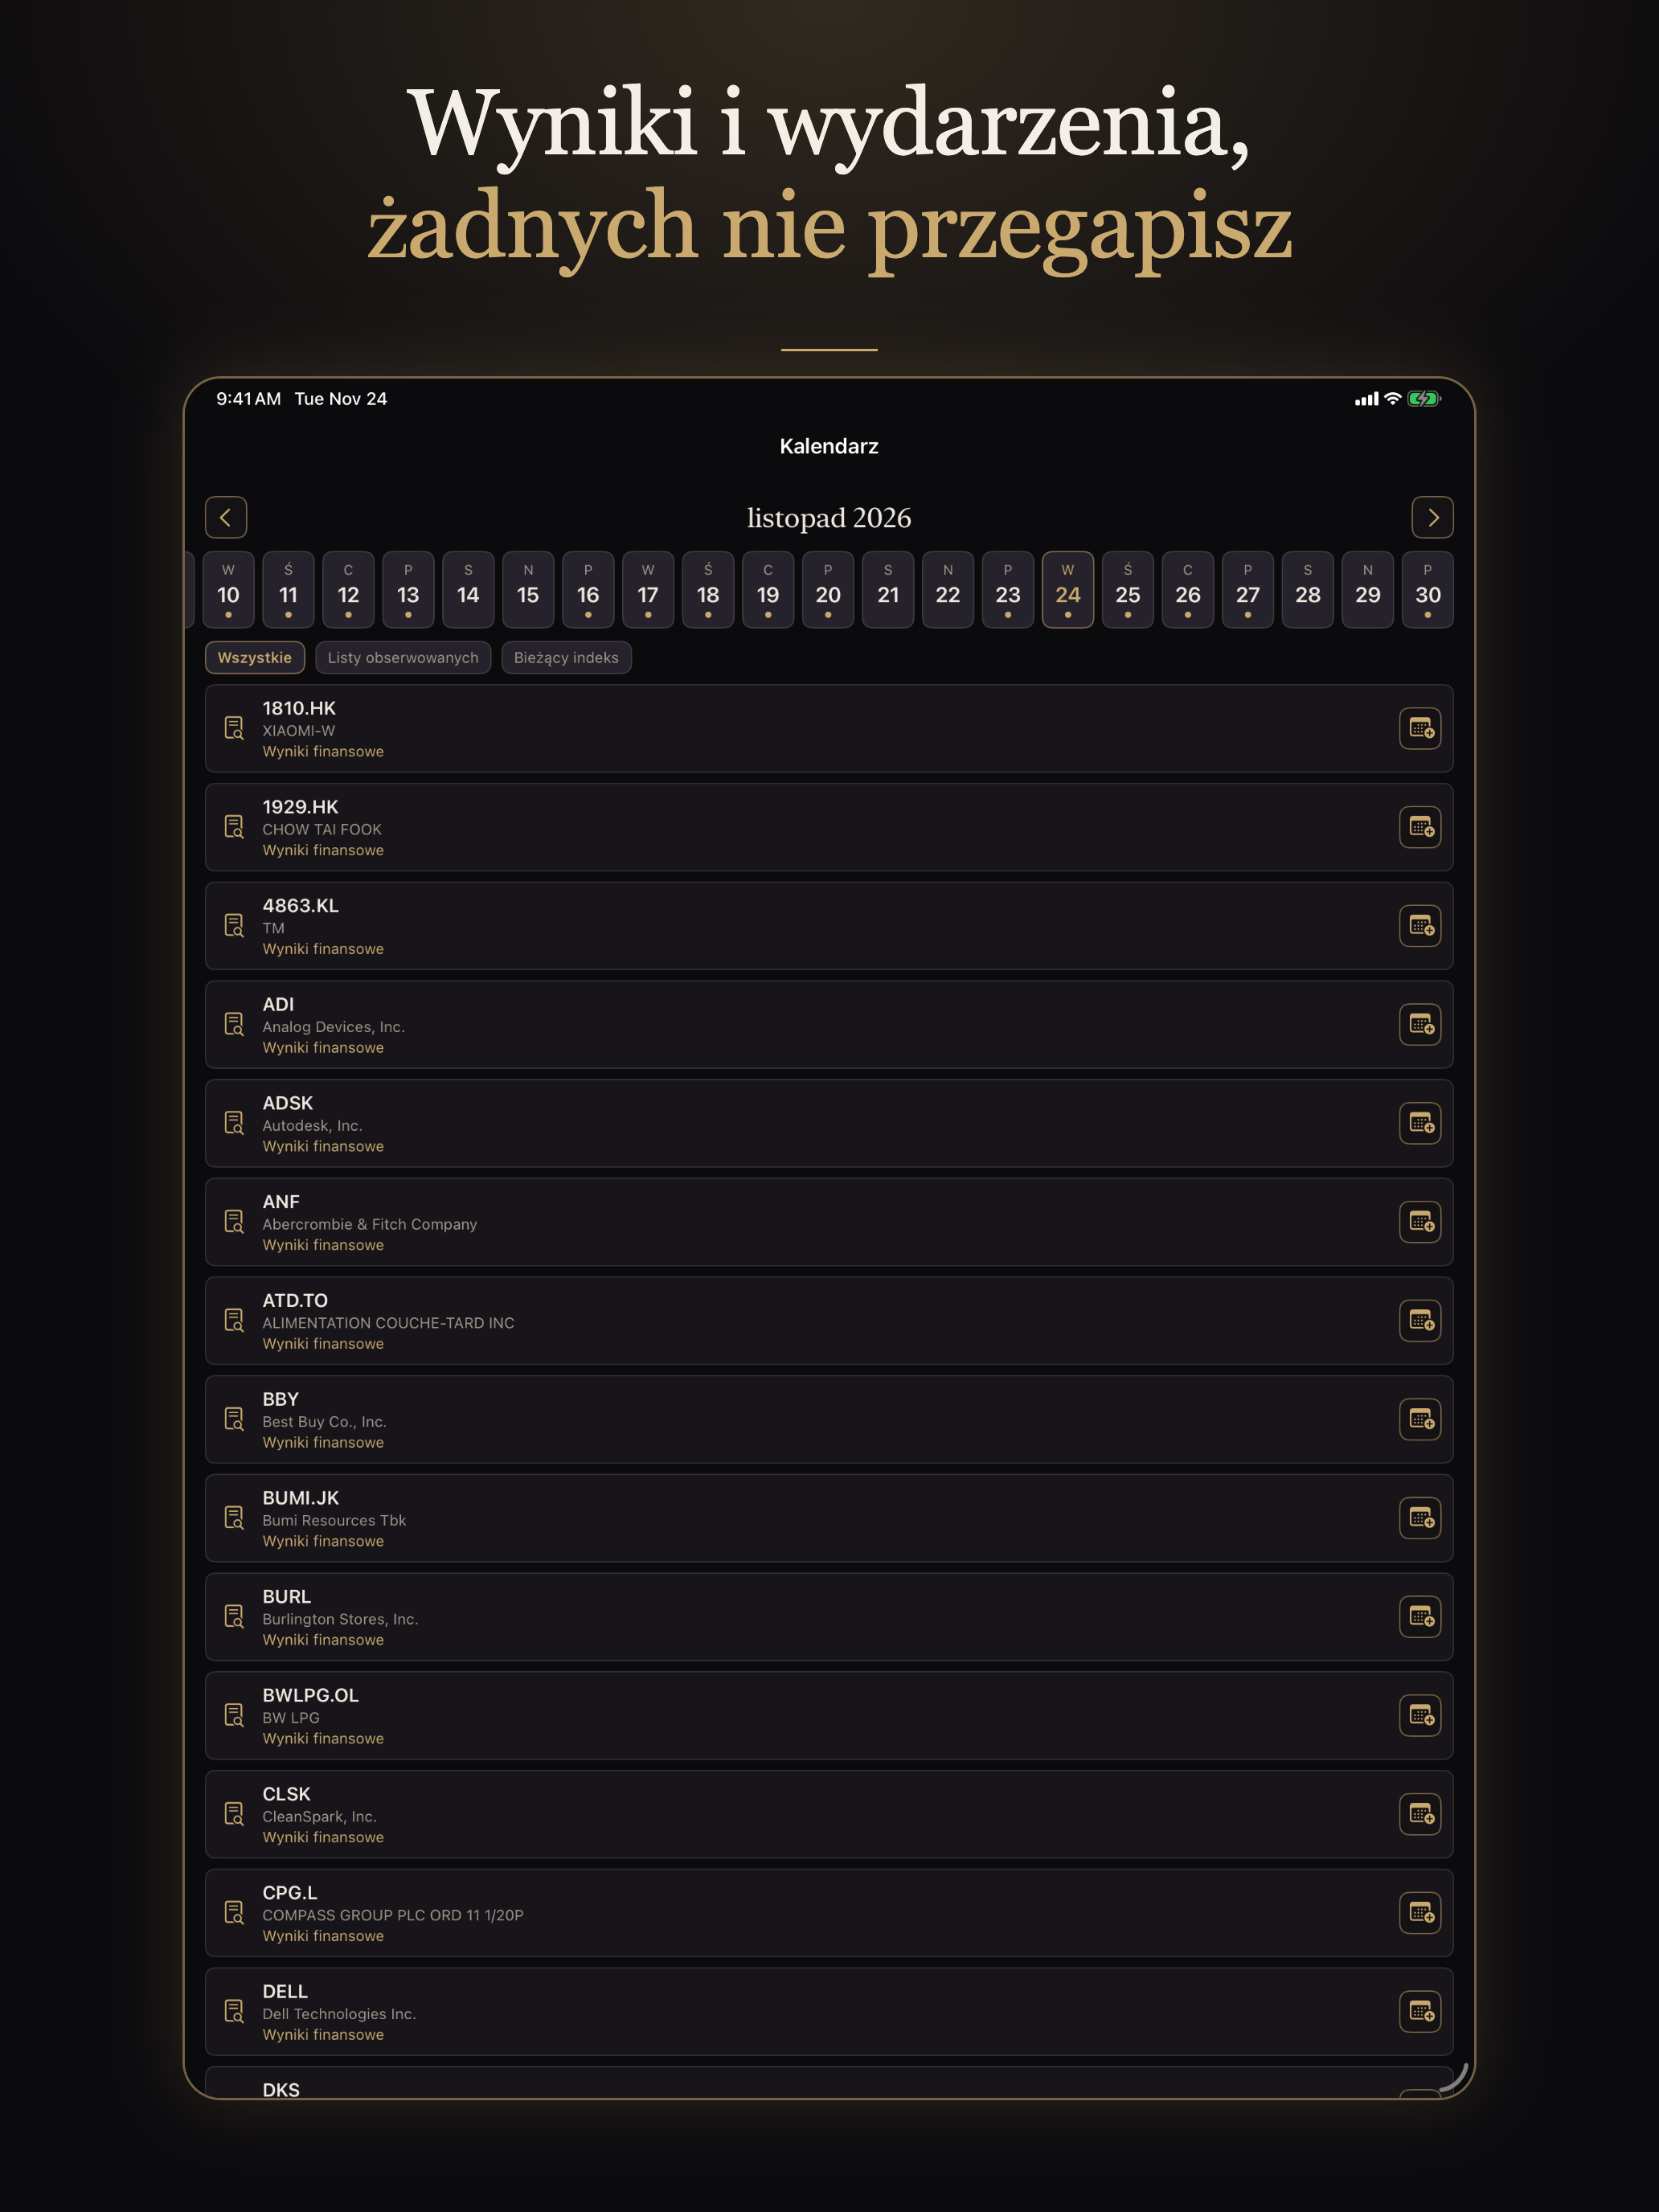 Wyniki i wydarzenia,
żadnych nie przegapisz
9:41 AM Tue Nov 24
Kalendarz
listopad 2026
W Ś C P S N P W Ś C P S N P W Ś C P S N P
10 11 12 13 14 15 16 17 18 19 20 21 22 23 24 25 26 27 28 29 30
Wszystkie Listy obserwowanych Bieżący indeks
1810.HK
XIAOMI-W
Wyniki finansowe
1929.HK
CHOW TAI FOOK
Wyniki finansowe
4863.KL
TM
Wyniki finansowe
ADI
Analog Devices, Inc.
Wyniki finansowe
ADSK
Autodesk, Inc.
Wyniki finansowe
ANF
Abercrombie & Fitch Company
Wyniki finansowe
ATD.TO
ALIMENTATION COUCHE-TARD INC
Wyniki finansowe
BBY
Best Buy Co., Inc.
Wyniki finansowe
BUMI.JK
Bumi Resources Tbk
Wyniki finansowe
BURL
Burlington Stores, Inc.
Wyniki finansowe
BWLPG.OL
BW LPG
Wyniki finansowe
CLSK
CleanSpark, Inc.
Wyniki finansowe
CPG.L
COMPASS GROUP PLC ORD 11 1/20P
Wyniki finansowe
DELL
Dell Technologies Inc.
Wyniki finansowe
DKS